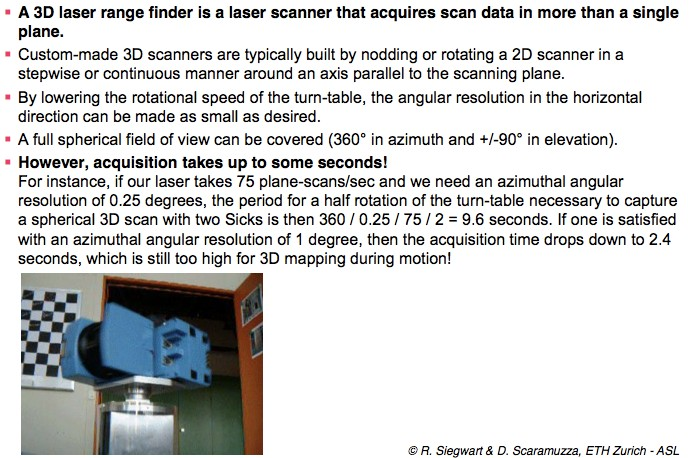 ▪ A 3D laser range finder is a laser scanner that acquires scan data in more than a single
plane.
▪ Custom-made 3D scanners are typically built by nodding or rotating a 2D scanner in a
stepwise or continuous manner around an axis parallel to the scanning plane.
▪ By lowering the rotational speed of the turn-table, the angular resolution in the horizontal
direction can be made as small as desired.
▪ A full spherical field of view can be covered (360° in azimuth and +/-90° in elevation).
▪ However, acquisition takes up to some seconds!
For instance, if our laser takes 75 plane-scans/sec and we need an azimuthal angular
resolution of 0.25 degrees, the period for a half rotation of the turn-table necessary to capture
a spherical 3D scan with two Sicks is then 360 / 0.25 / 75 / 2 = 9.6 seconds. If one is satisfied
with an azimuthal angular resolution of 1 degree, then the acquisition time drops down to 2.4
seconds, which is still too high for 3D mapping during motion!
© R. Siegwart & D. Scaramuzza, ETH Zurich - ASL